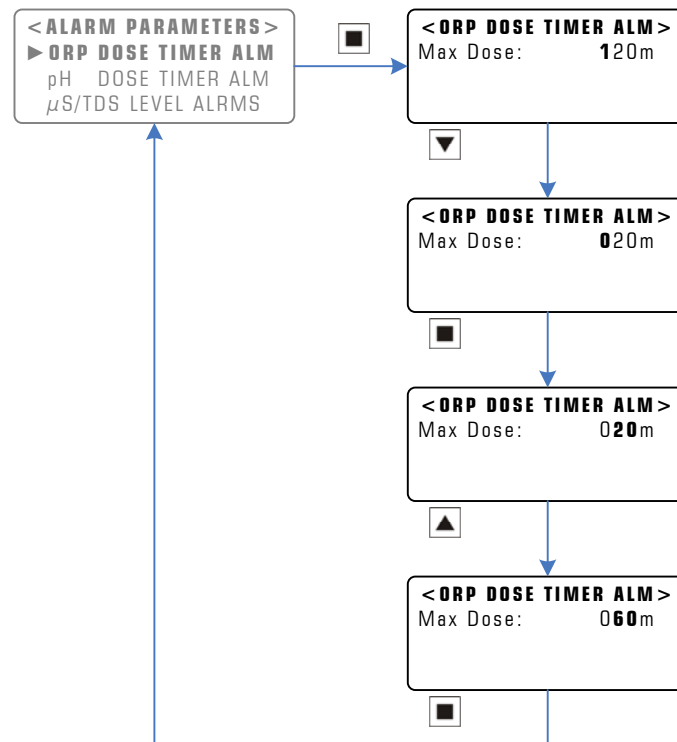 <ALARM PARAMETERS>
►ORP DOSE TIMER ALM
pH DOSE TIMER ALM
µS/TDS LEVEL ALRMS
<ORP DOSE TIMER ALM>
Max Dose: 120m
<ORP DOSE TIMER ALM>
Max Dose: 020m
<ORP DOSE TIMER ALM>
Max Dose: 020m
<ORP DOSE TIMER ALM>
Max Dose: 060m